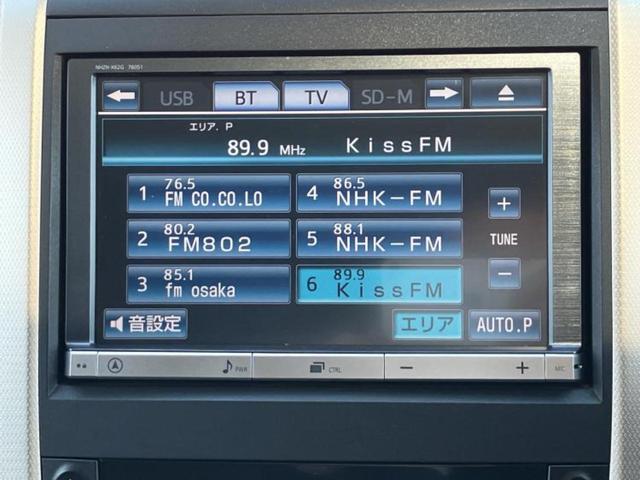 NHZN-X62G 76051
USB BT TV SD-M
エリア. P
89.9 MHz KissFM
1 76.5 FM CO.CO.LO
4 86.5 NHK-FM
2 80.2 FM802
5 88.1 NHK-FM
3 85.1 fm osaka
6 89.9 KissFM
+
TUNE
-
音設定
エリア
AUTO.P
PWR CTRL - + MIC